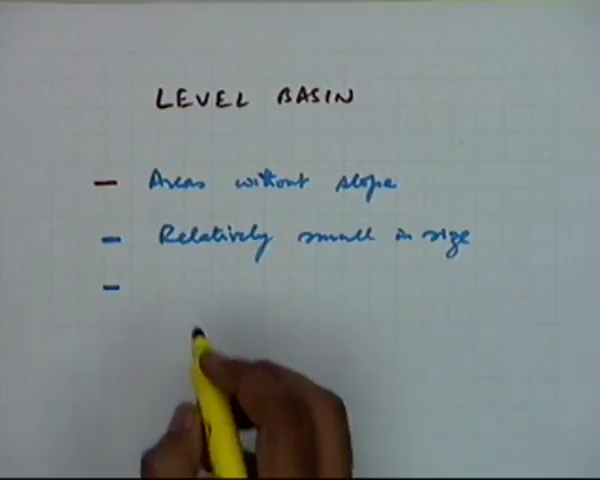 LEVEL BASIN
- Areas without slope
- Relatively small in size
-